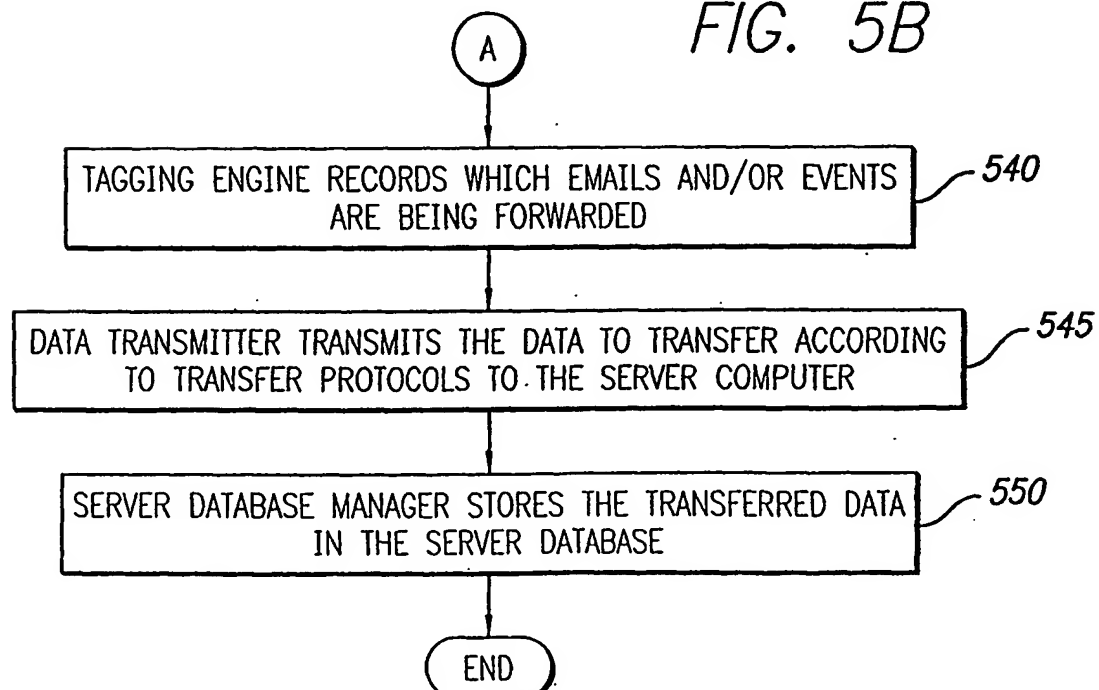 FIG. 5B
A
TAGGING ENGINE RECORDS WHICH EMAILS AND/OR EVENTS
ARE BEING FORWARDED
540
DATA TRANSMITTER TRANSMITS THE DATA TO TRANSFER ACCORDING
TO TRANSFER PROTOCOLS TO THE SERVER COMPUTER
545
SERVER DATABASE MANAGER STORES THE TRANSFERRED DATA
IN THE SERVER DATABASE
550
END